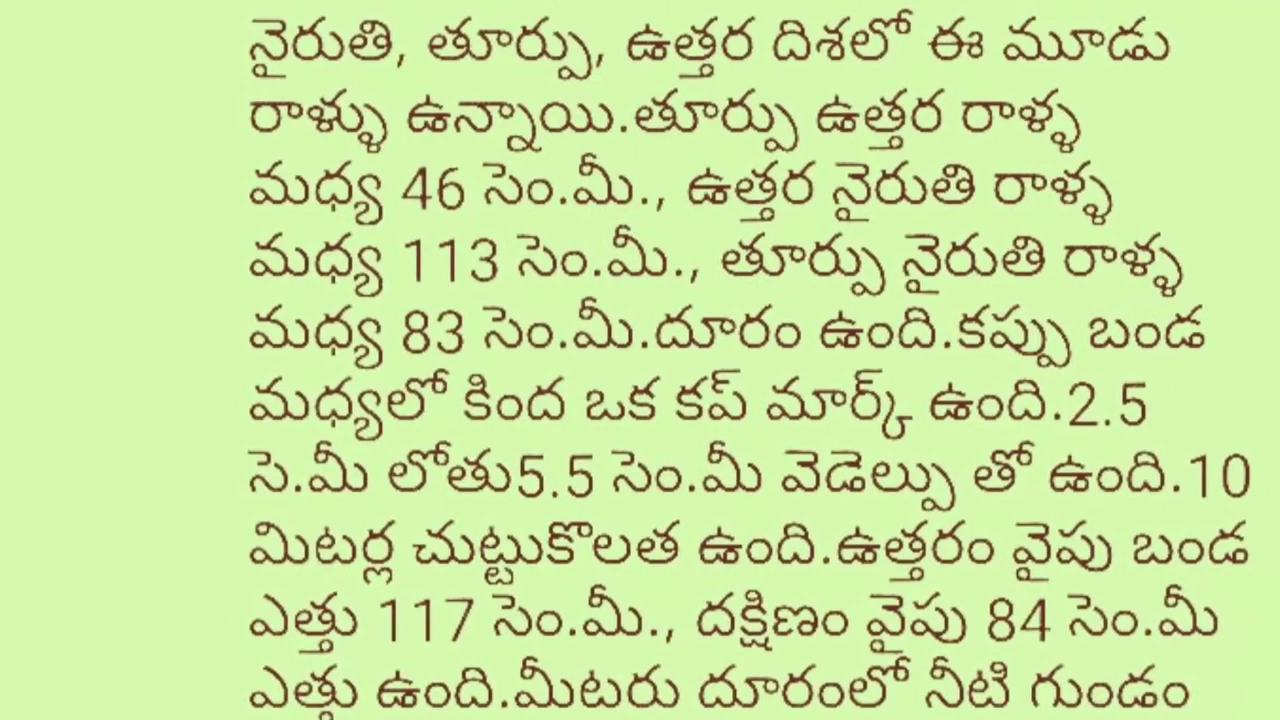 నైరుతి, తూర్పు, ఉత్తర దిశలో ఈ మూడు
రాళ్ళు ఉన్నాయి.తూర్పు ఉత్తర రాళ్ళ
మధ్య 46 సెం.మీ., ఉత్తర నైరుతి రాళ్ళ
మధ్య 113 సెం.మీ., తూర్పు నైరుతి రాళ్ళ
మధ్య 83 సెం.మీ.దూరం ఉంది.కప్పు బండ
మధ్యలో కింద ఒక కప్ మార్క్ ఉంది.2.5
సె.మీ లోతు5.5 సెం.మీ వెడెల్పు తో ఉంది.10
మిటర్ల చుట్టుకొలత ఉంది.ఉత్తరం వైపు బండ
ఎత్తు 117 సెం.మీ., దక్షిణం వైపు 84 సెం.మీ
ఎత్తు ఉంది.మీటరు దూరంలో నీటి గుండం